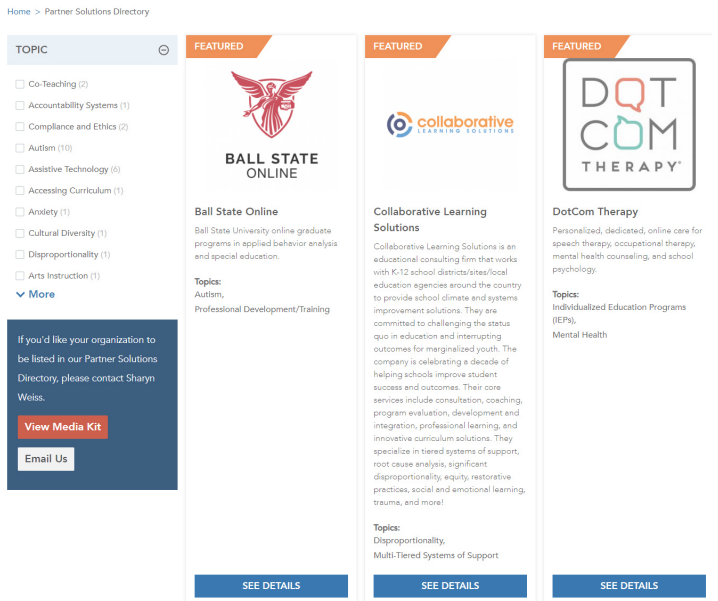 Home > Partner Solutions Directory
TOPIC
Co-Teaching (2)
Accountability Systems (1)
Compliance and Ethics (2)
Autism (10)
Assistive Technology (6)
Accessing Curriculum (1)
Anxiety (1)
Cultural Diversity (1)
Disproportionality (1)
Arts Instruction (1)
More
If you'd like your organization to
be listed in our Partner Solutions
Directory, please contact Sharyn
Weiss.
View Media Kit
Email Us
FEATURED
BALL STATE
ONLINE
Ball State Online
Ball State University online graduate
programs in applied behavior analysis
and special education.
Topics:
Autism,
Professional Development/Training
SEE DETAILS
FEATURED
collaborative
LEARNING SOLUTIONS
Collaborative Learning
Solutions
Collaborative Learning Solutions is an
educational consulting firm that works
with K-12 school districts/sites/local
education agencies around the country
to provide school climate and systems
improvement solutions. They are
committed to challenging the status
quo in education and interrupting
outcomes for marginalized youth. The
company is celebrating a decade of
helping schools improve student
success and outcomes. Their core
services include consultation, coaching,
program evaluation, development and
integration, professional learning, and
innovative curriculum solutions. They
specialize in tiered systems of support,
root cause analysis, significant
disproportionality, equity, restorative
practices, social and emotional learning,
trauma, and more!
Topics:
Disproportionality,
Multi-Tiered Systems of Support
SEE DETAILS
FEATURED
DOT
COM
THERAPY
DotCom Therapy
Personalized, dedicated, online care for
speech therapy, occupational therapy,
mental health counseling, and school
psychology.
Topics:
Individualized Education Programs
(IEPs),
Mental Health
SEE DETAILS